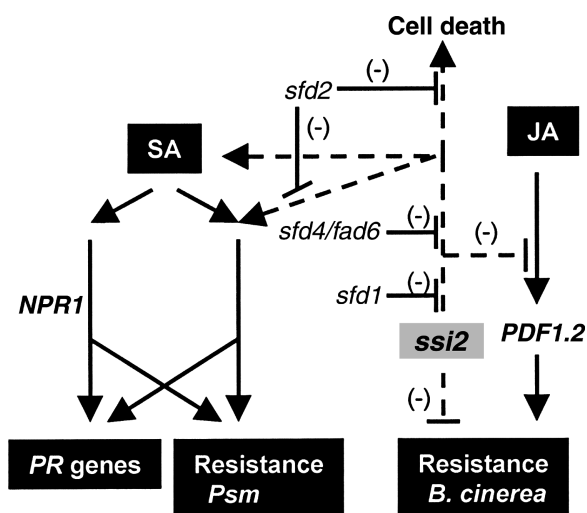 Cell death
(-)
sfd2
(-)
SA
JA
sfd4/fad6
(-)
(-)
sfd1
(-)
NPR1
ssi2
PDF1.2
(-)
PR genes
Resistance
Psm
Resistance
B. cinerea